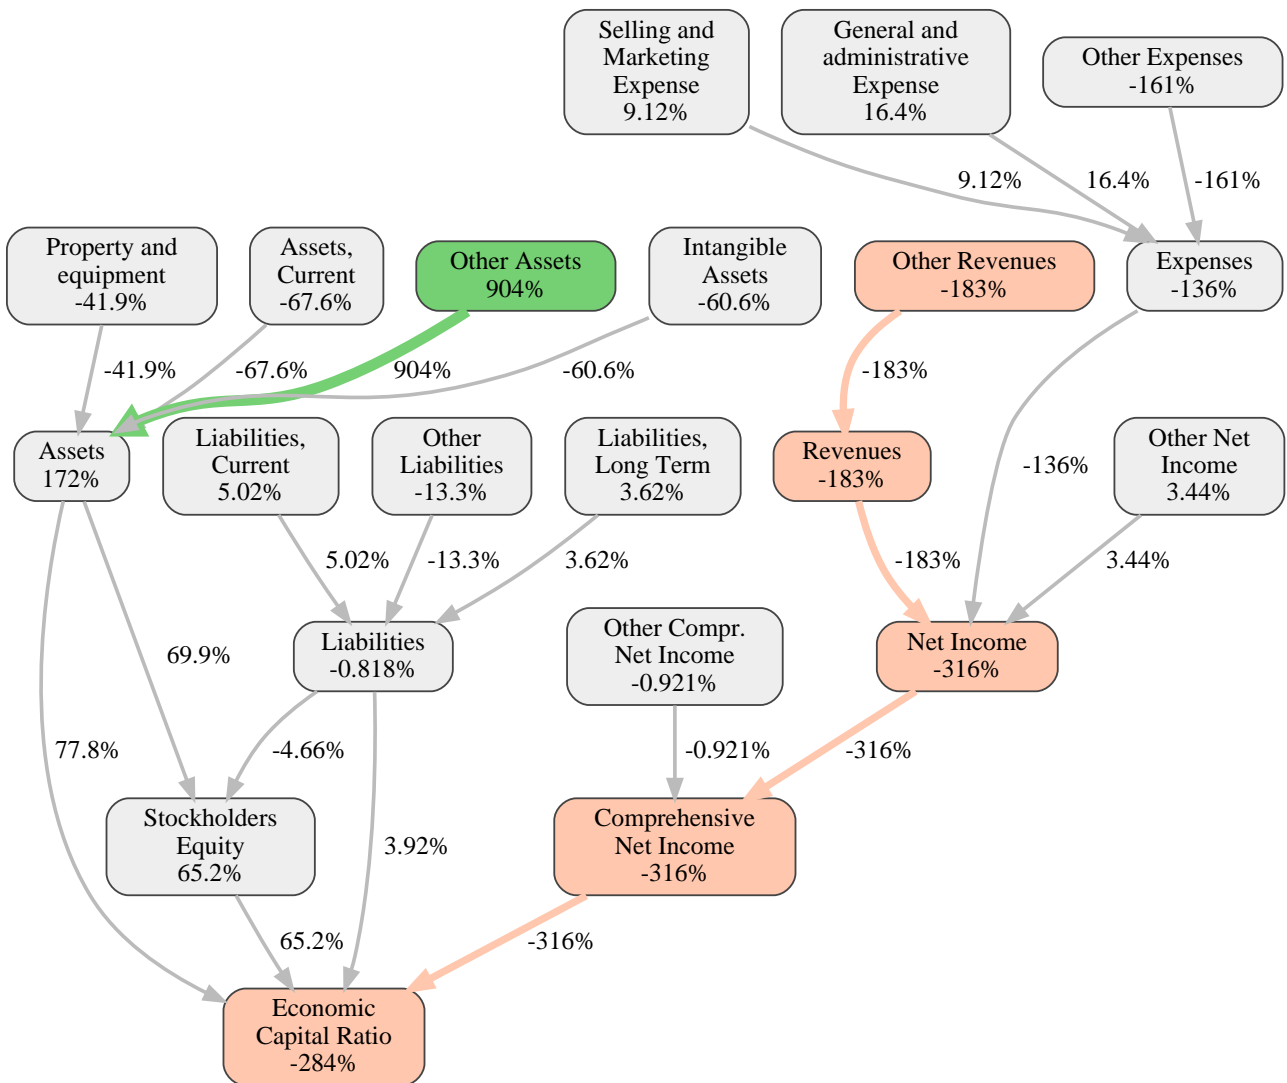 Selling and
Marketing
Expense
9.12%
General and
administrative
Expense
16.4%
Other Expenses
-161%
9.12%
16.4%
-161%
Property and
equipment
-41.9%
Assets,
Current
-67.6%
Other Assets
904%
Intangible
Assets
-60.6%
Other Revenues
-183%
Expenses
-136%
-41.9%
-67.6%
904%
-60.6%
-183%
Assets
172%
Liabilities,
Current
5.02%
Other
Liabilities
-13.3%
Liabilities,
Long Term
3.62%
Revenues
-183%
-136%
Other Net
Income
3.44%
5.02%
-13.3%
3.62%
-183%
3.44%
69.9%
Liabilities
-0.818%
Other Compr.
Net Income
-0.921%
Net Income
-316%
77.8%
-4.66%
-0.921%
-316%
Stockholders
Equity
65.2%
3.92%
Comprehensive
Net Income
-316%
65.2%
-316%
Economic
Capital Ratio
-284%